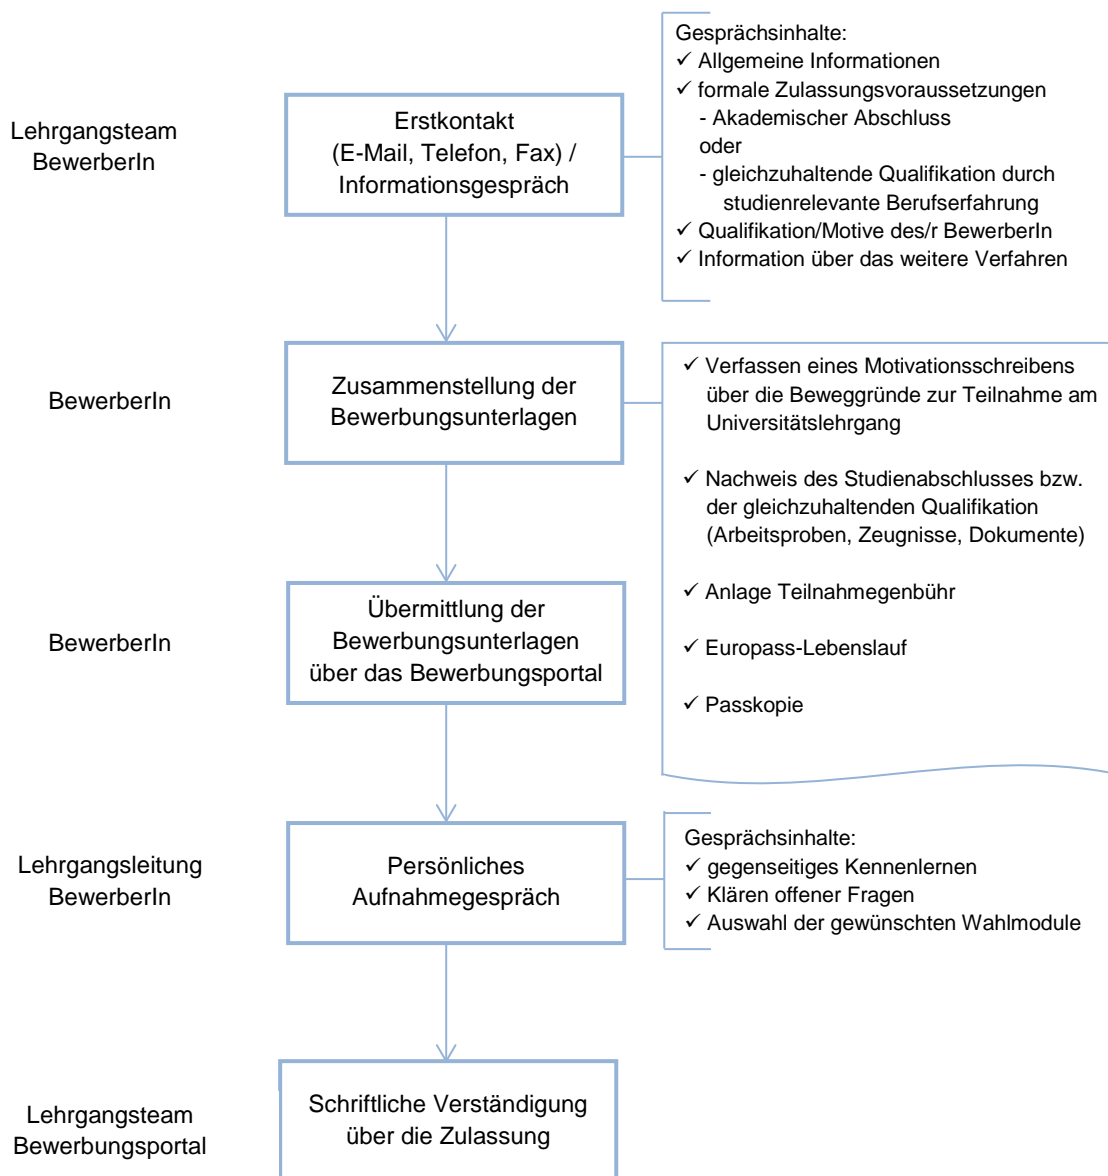 Lehrgangsteam
BewerberIn
Erstkontakt
(E-Mail, Telefon, Fax) /
Informationsgespräch
Gesprächsinhalte:
✓ Allgemeine Informationen
✓ formale Zulassungsvoraussetzungen
- Akademischer Abschluss
oder
- gleichzuhaltende Qualifikation durch
studienrelevante Berufserfahrung
✓ Qualifikation/Motive des/r BewerberIn
✓ Information über das weitere Verfahren
BewerberIn
Zusammenstellung der
Bewerbungsunterlagen
✓ Verfassen eines Motivationsschreibens
über die Beweggründe zur Teilnahme am
Universitätslehrgang
✓ Nachweis des Studienabschlusses bzw.
der gleichzuhaltenden Qualifikation
(Arbeitsproben, Zeugnisse, Dokumente)
✓ Anlage Teilnahmegenbühr
✓ Europass-Lebenslauf
✓ Passkopie
BewerberIn
Übermittlung der
Bewerbungsunterlagen
über das Bewerbungsportal
Lehrgangsleitung
BewerberIn
Persönliches
Aufnahmegespräch
Gesprächsinhalte:
✓ gegenseitiges Kennenlernen
✓ Klären offener Fragen
✓ Auswahl der gewünschten Wahlmodule
Lehrgangsteam
Bewerbungsportal
Schriftliche Verständigung
über die Zulassung